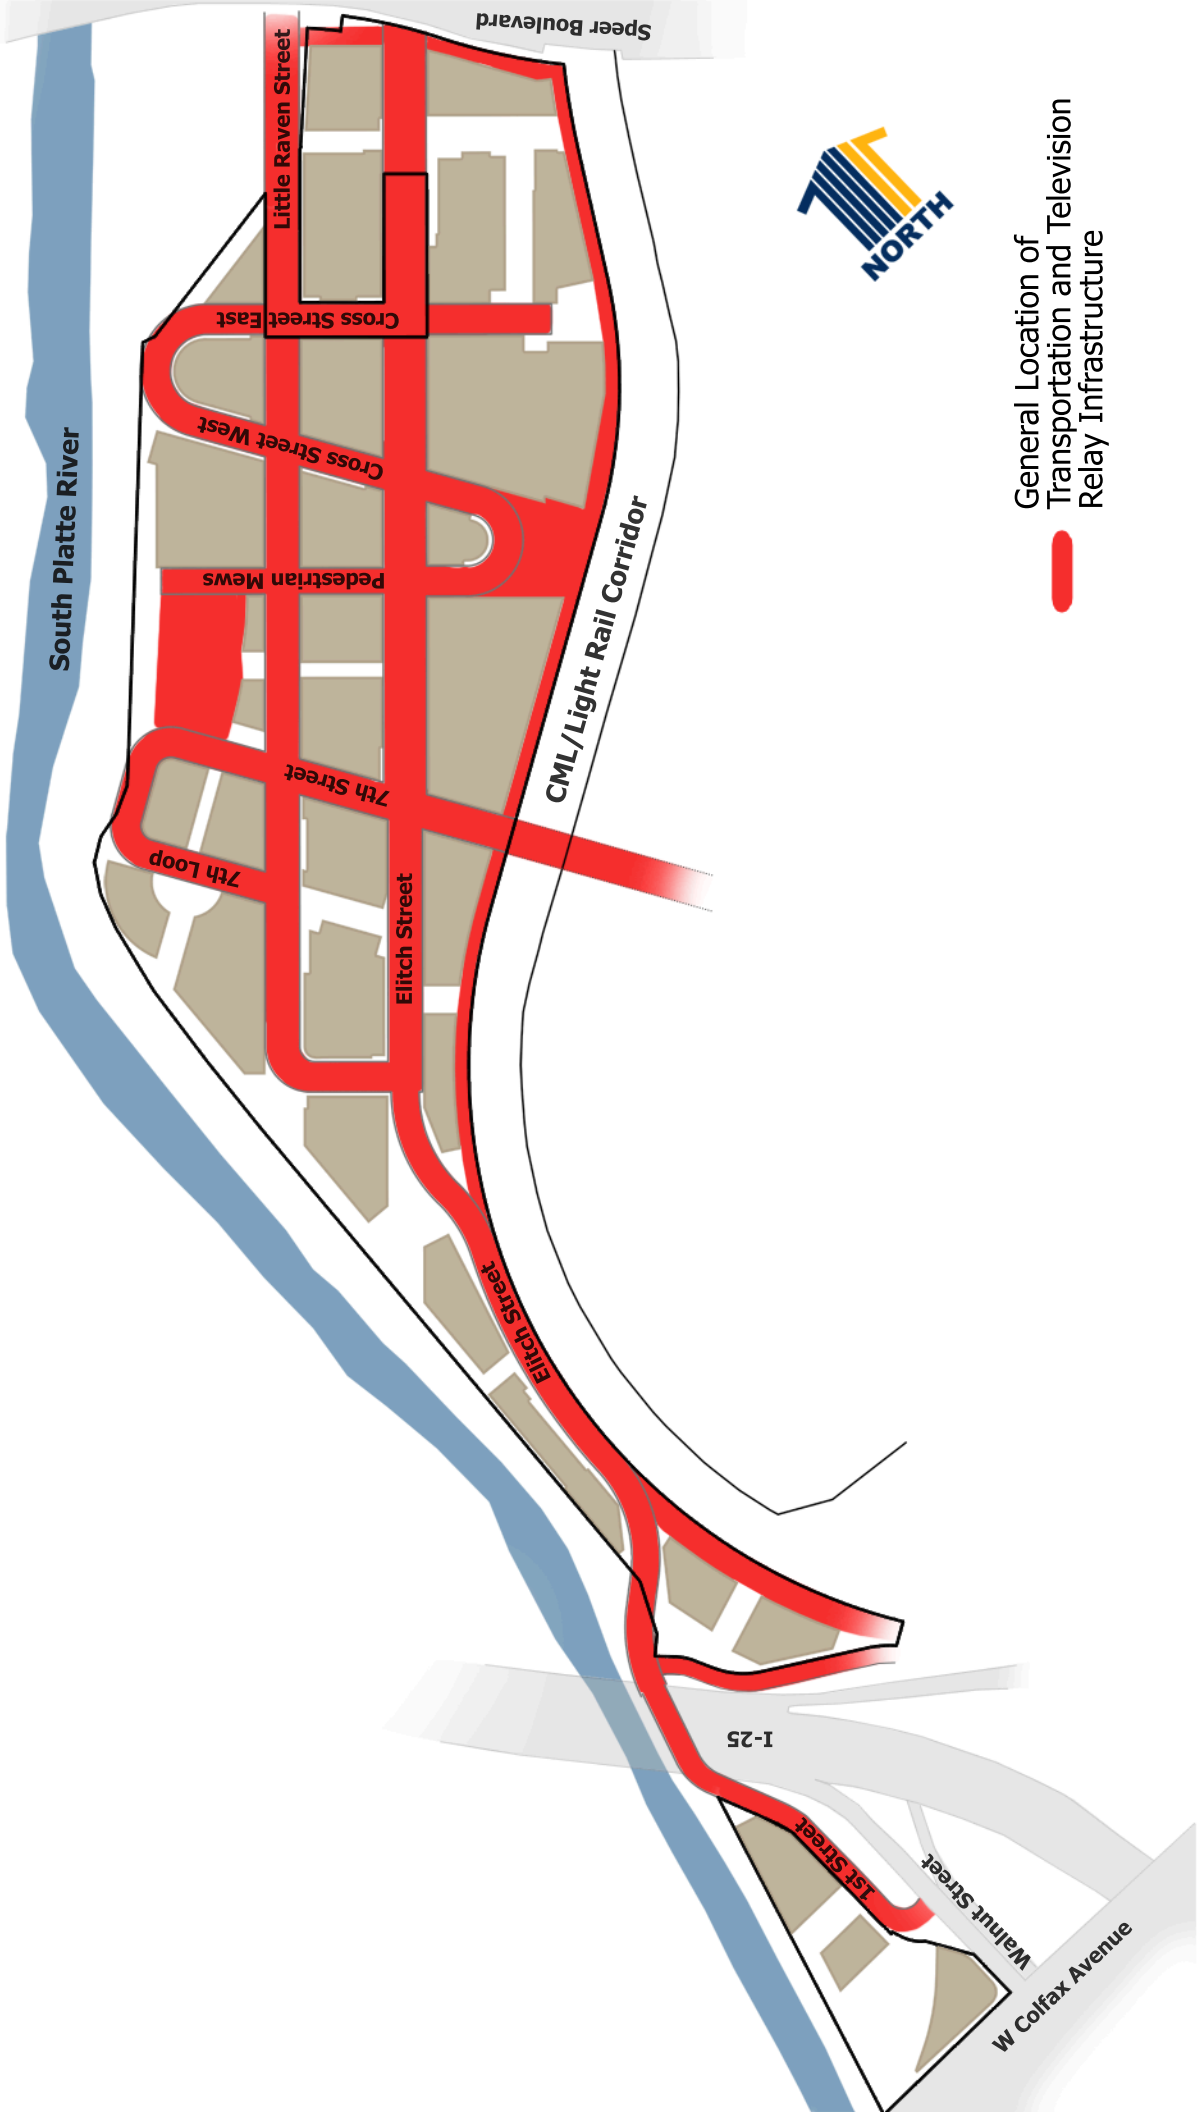 Speer Boulevard
Little Raven Street
Cross Street East
Cross Street West
South Platte River
Pedestrian Mews
CML/Light Rail Corridor
7th Street
7th Loop
Elitch Street
Elitch Street
I-25
1st Street
Walnut Street
W Colfax Avenue
NORTH
General Location of
Transportation and Television
Relay Infrastructure